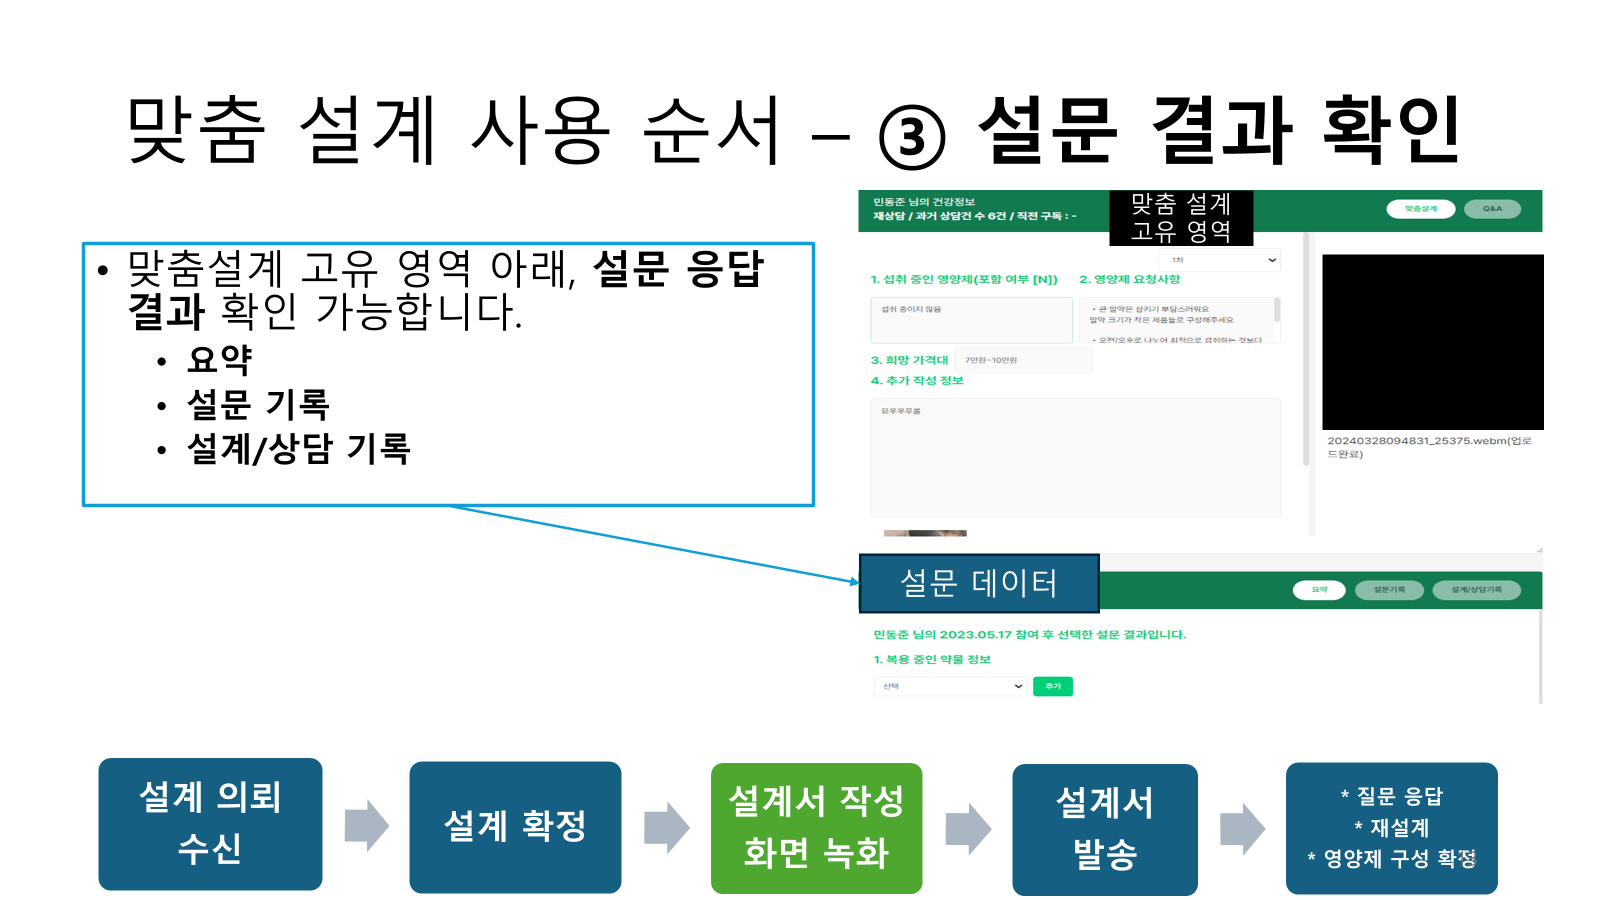 맞춤 설계 사용 순서 – ③ 설문 결과 확인
• 맞춤설계 고유 영역 아래, 설문 응답
결과 확인 가능합니다.
• 요약
• 설문 기록
• 설계/상담 기록
민동준 님의 건강정보
재상담 / 과거 상담건 수 6건 / 직전 구독 : -
맞춤 설계
고유 영역
맞춤설계
Q&A
1차
1. 섭취 중인 영양제(포함 여부 [N])
2. 영양제 요청사항
섭취 중이지 않음
• 큰 알약은 삼키기 부담스러워요
알약 크기가 작은 제품들로 구성해주세요
• 오전/오후로 나누어 최적으로 섭취하는 것보다
3. 희망 가격대
7만원~10만원
4. 추가 작성 정보
뮤우우루룰
20240328094831_25375.webm(업로
드완료)
설문 데이터
요약
설문기록
설계/상담기록
민동준 님의 2023.05.17 참여 후 선택한 설문 결과입니다.
1. 복용 중인 약물 정보
선택
추가
설계 의뢰
수신
설계 확정
설계서 작성
화면 녹화
설계서
발송
* 질문 응답
* 재설계
* 영양제 구성 확정